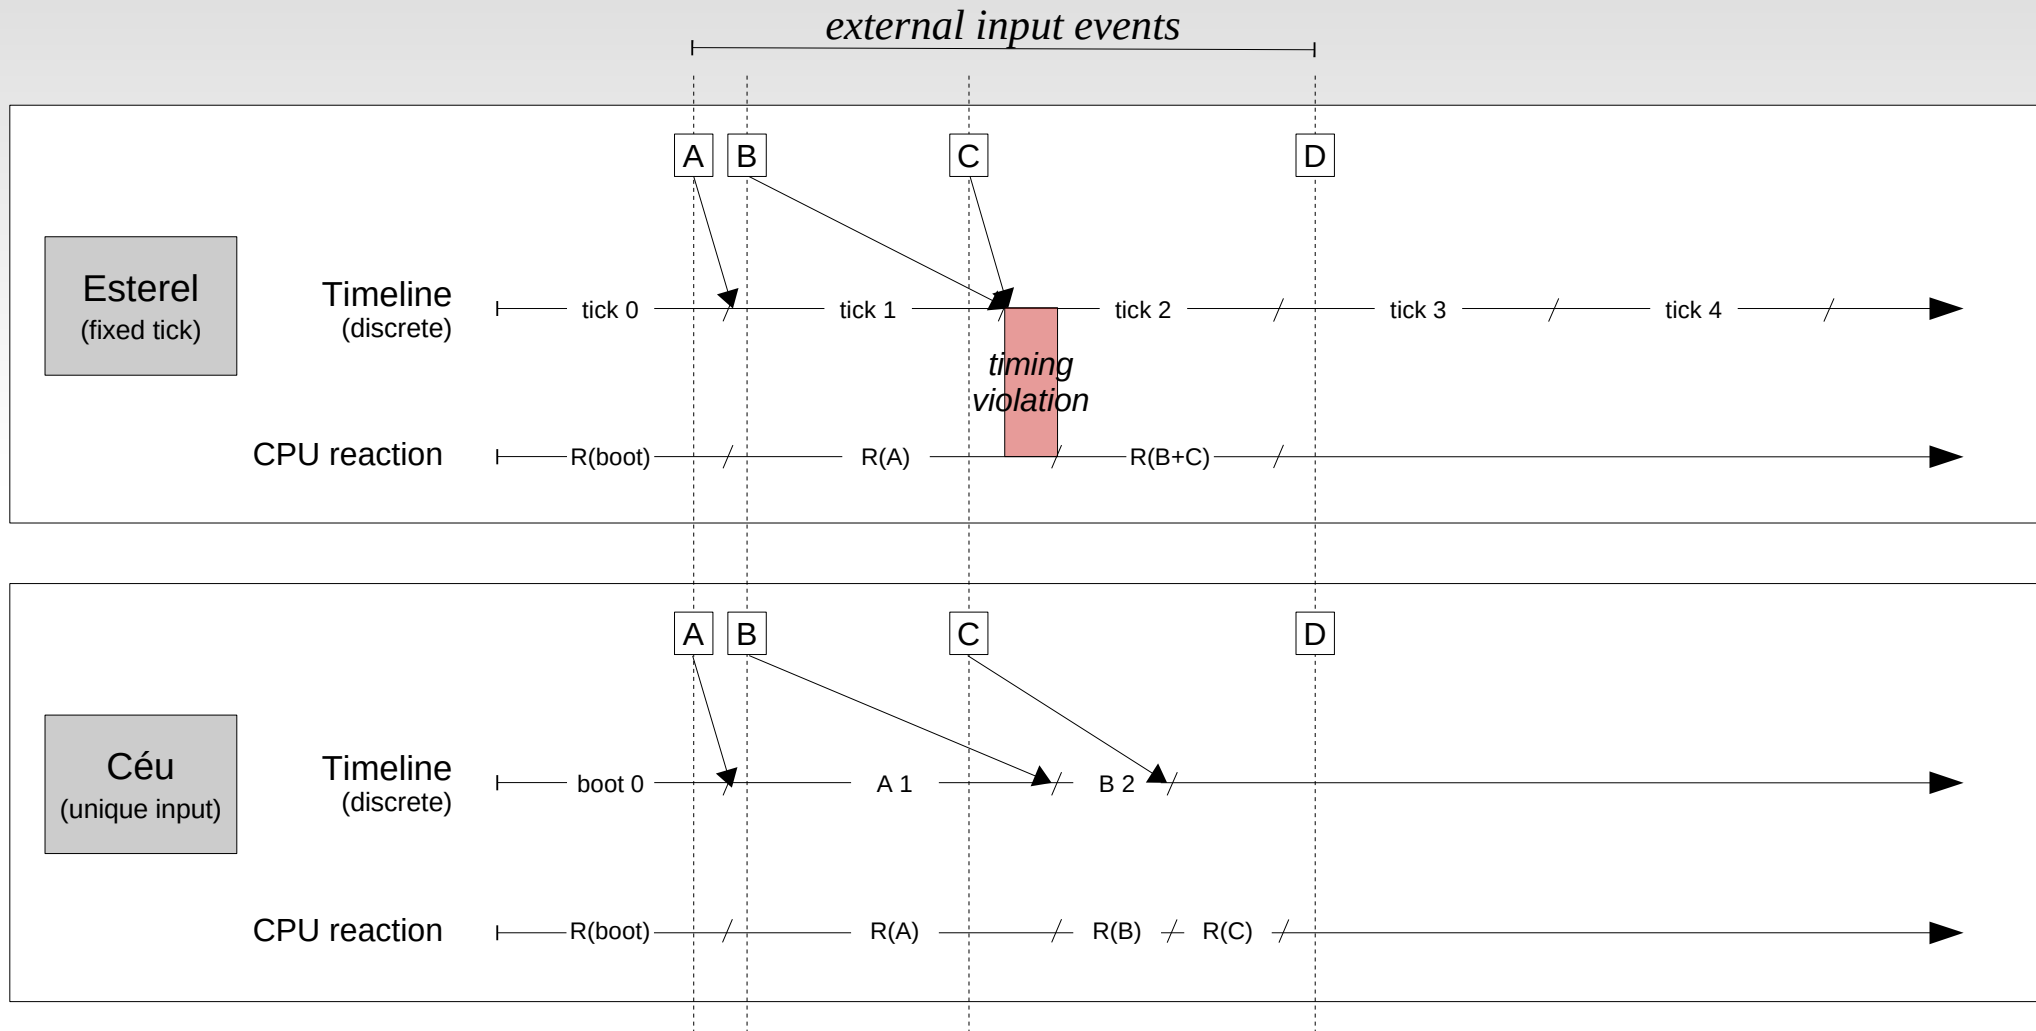 external input events
A B C D
Esterel
(fixed tick)
Timeline
(discrete)
tick 0 tick 1 tick 2 tick 3 tick 4
timing
violation
CPU reaction
R(boot) R(A) R(B+C)
A B C D
Céu
(unique input)
Timeline
(discrete)
boot 0 A 1 B 2
CPU reaction
R(boot) R(A) R(B) R(C)